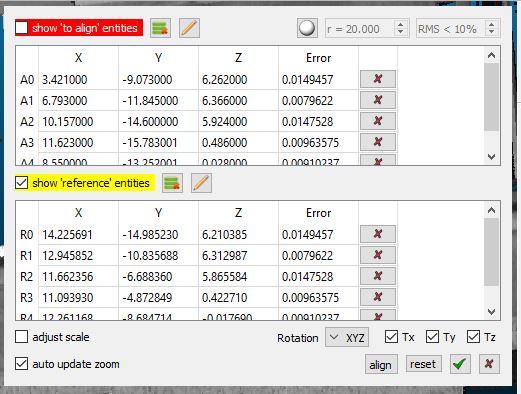 show 'to align' entities r = 20.000 RMS < 10%
X Y Z Error
A0 3.421000 -9.073000 6.262000 0.0149457
A1 6.793000 -11.845000 6.366000 0.0079622
A2 10.157000 -14.600000 5.924000 0.0147528
A3 11.623000 -15.783001 0.486000 0.00963575
A4 8.550000 -13.252001 0.028000 0.00910237
show 'reference' entities
X Y Z Error
R0 14.225691 -14.985230 6.210385 0.0149457
R1 12.945852 -10.835688 6.312987 0.0079622
R2 11.662356 -6.688360 5.865584 0.0147528
R3 11.093930 -4.872849 0.422710 0.00963575
R4 12.261168 -8.684714 -0.017690 0.00910237
adjust scale Rotation XYZ Tx Ty Tz
auto update zoom align reset